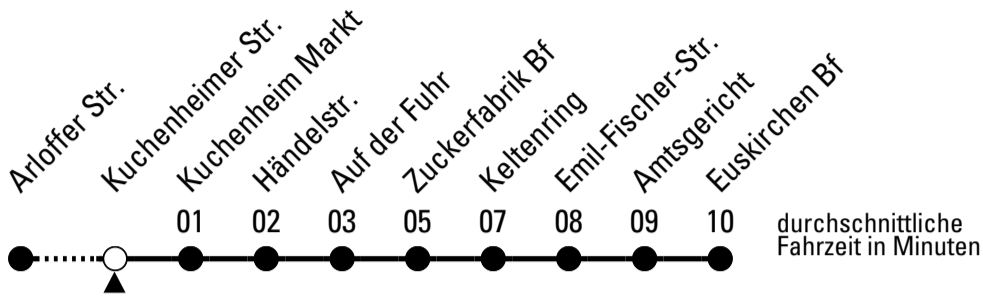 Arloffer Str.
Kuchenheimer Str.
Kuchenheim Markt
Händelstr.
Auf der Fuhr
Zuckerfabrik Bf
Keltenring
Emil-Fischer-Str.
Amtsgericht
Euskirchen Bf
01 02 03 05 07 08 09 10
durchschnittliche
Fahrzeit in Minuten